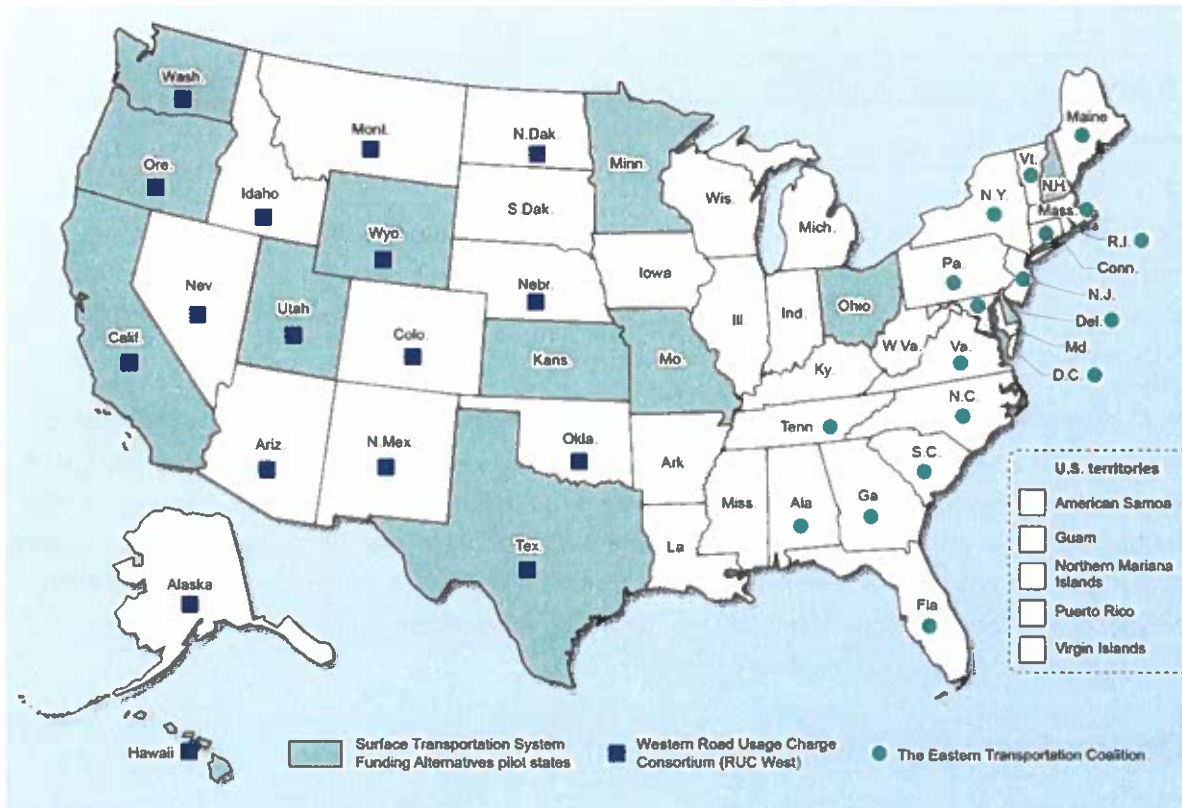 Wash.
Mont.
N.Dak.
Minn.
Maine
Ore.
Idaho
Wyo.
S.Dak.
Wis.
Mich.
Vt.
N.H.
N.Y.
Mass.
R.I.
Conn.
N.J.
Nev.
Utah
Colo.
Nebr.
Iowa
Ill.
Ind.
Ohio
Pa.
Del.
Md.
D.C.
Calif.
Kans.
Mo.
Ky.
W.Va.
Va.
N.C.
Ariz.
N.Mex.
Okla.
Ark
Tenn
S.C.
Tex.
La
Miss.
Ala
Ga
Fla
Alaska
Hawaii
U.S. territories
American Samoa
Guam
Northern Mariana
Islands
Puerto Rico
Virgin Islands
Surface Transportation System
Funding Alternatives pilot states
Western Road Usage Charge
Consortium (RUC West)
The Eastern Transportation Coalition